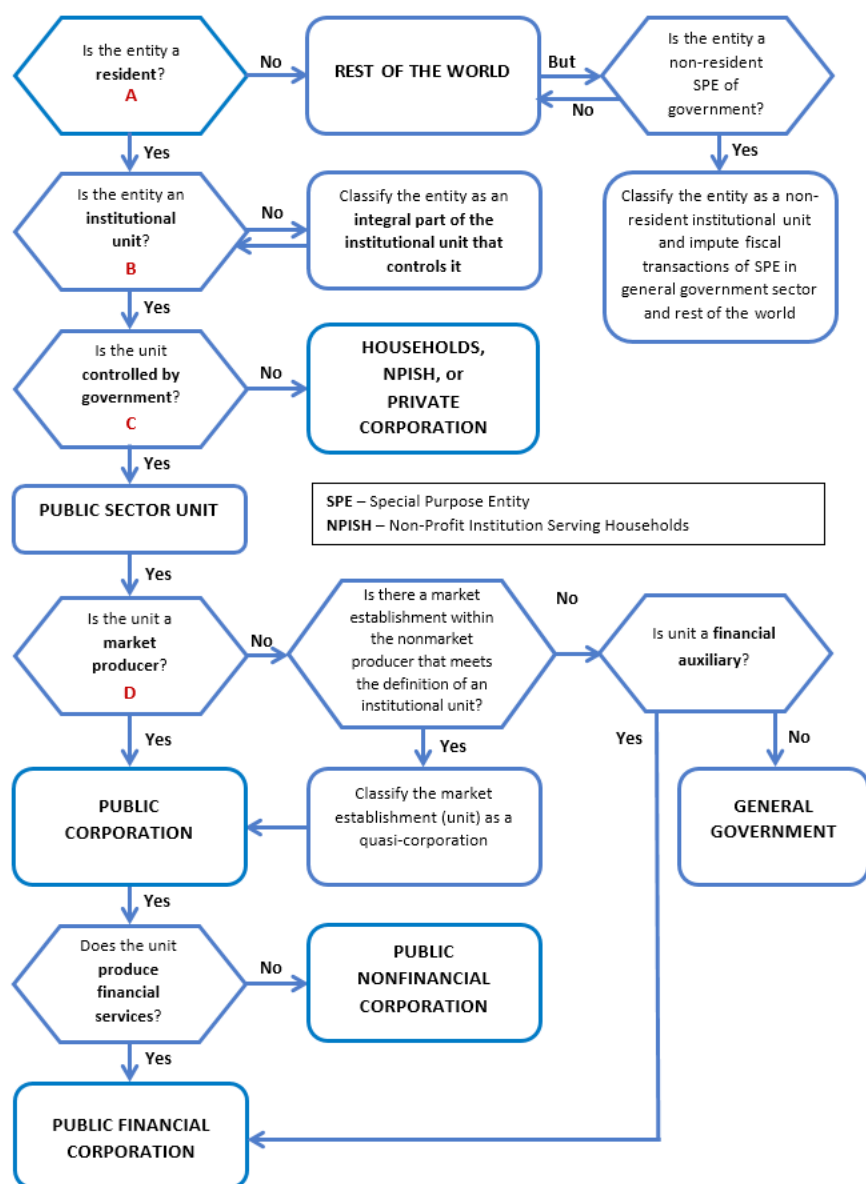 Is the entity a
resident?
A
No
REST OF THE WORLD
But
No
Is the entity a
non-resident
SPE of
government?
Yes
Yes
Is the entity an
institutional
unit?
B
No
Classify the entity as an
integral part of the
institutional unit that
controls it
Classify the entity as a non-
resident institutional unit
and impute fiscal
transactions of SPE in
general government sector
and rest of the world
Yes
Is the unit
controlled by
government?
C
No
HOUSEHOLDS,
NPISH, or
PRIVATE
CORPORATION
Yes
PUBLIC SECTOR UNIT
SPE – Special Purpose Entity
NPISH – Non-Profit Institution Serving Households
Yes
Is the unit a
market
producer?
D
No
Is there a market
establishment within
the nonmarket
producer that meets
the definition of an
institutional unit?
No
Is unit a financial
auxiliary?
Yes
Yes
Yes
No
PUBLIC
CORPORATION
Classify the market
establishment (unit) as a
quasi-corporation
GENERAL
GOVERNMENT
Yes
Does the unit
produce
financial
services?
No
PUBLIC
NONFINANCIAL
CORPORATION
Yes
PUBLIC FINANCIAL
CORPORATION